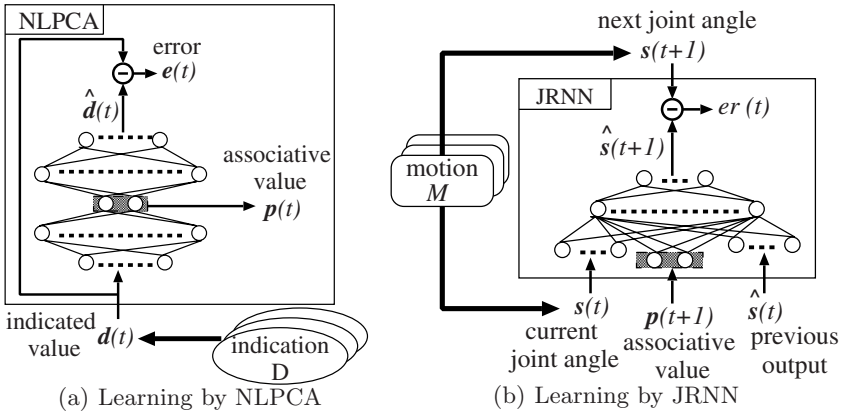 NLPCA
error
e(t)
d̂(t)
associative
value
p(t)
indicated
value
d(t)
indication
D
(a) Learning by NLPCA
next joint angle
s(t+1)
JRNN
er (t)
ŝ(t+1)
motion
M
s(t)
current
joint angle
p(t+1)
associative
value
ŝ(t)
previous
output
(b) Learning by JRNN